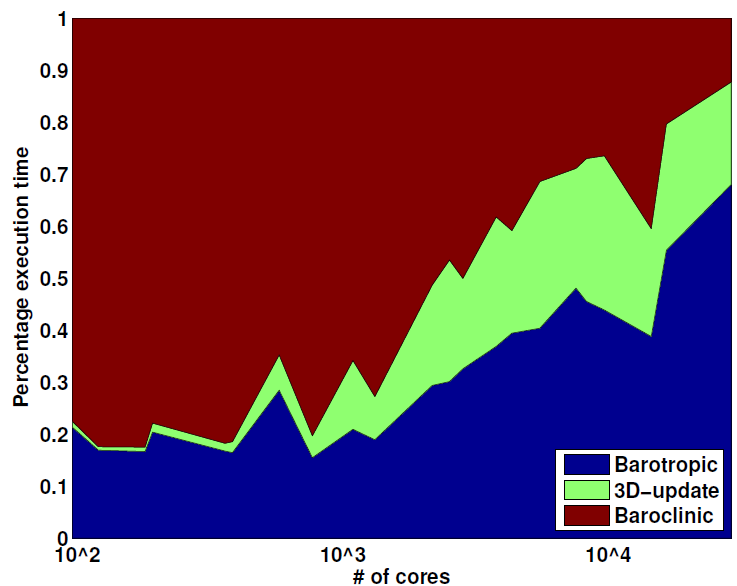 Percentage execution time
1
0.9
0.8
0.7
0.6
0.5
0.4
0.3
0.2
0.1
0
Barotropic
3D-update
Baroclinic
10^2
10^3
10^4
# of cores